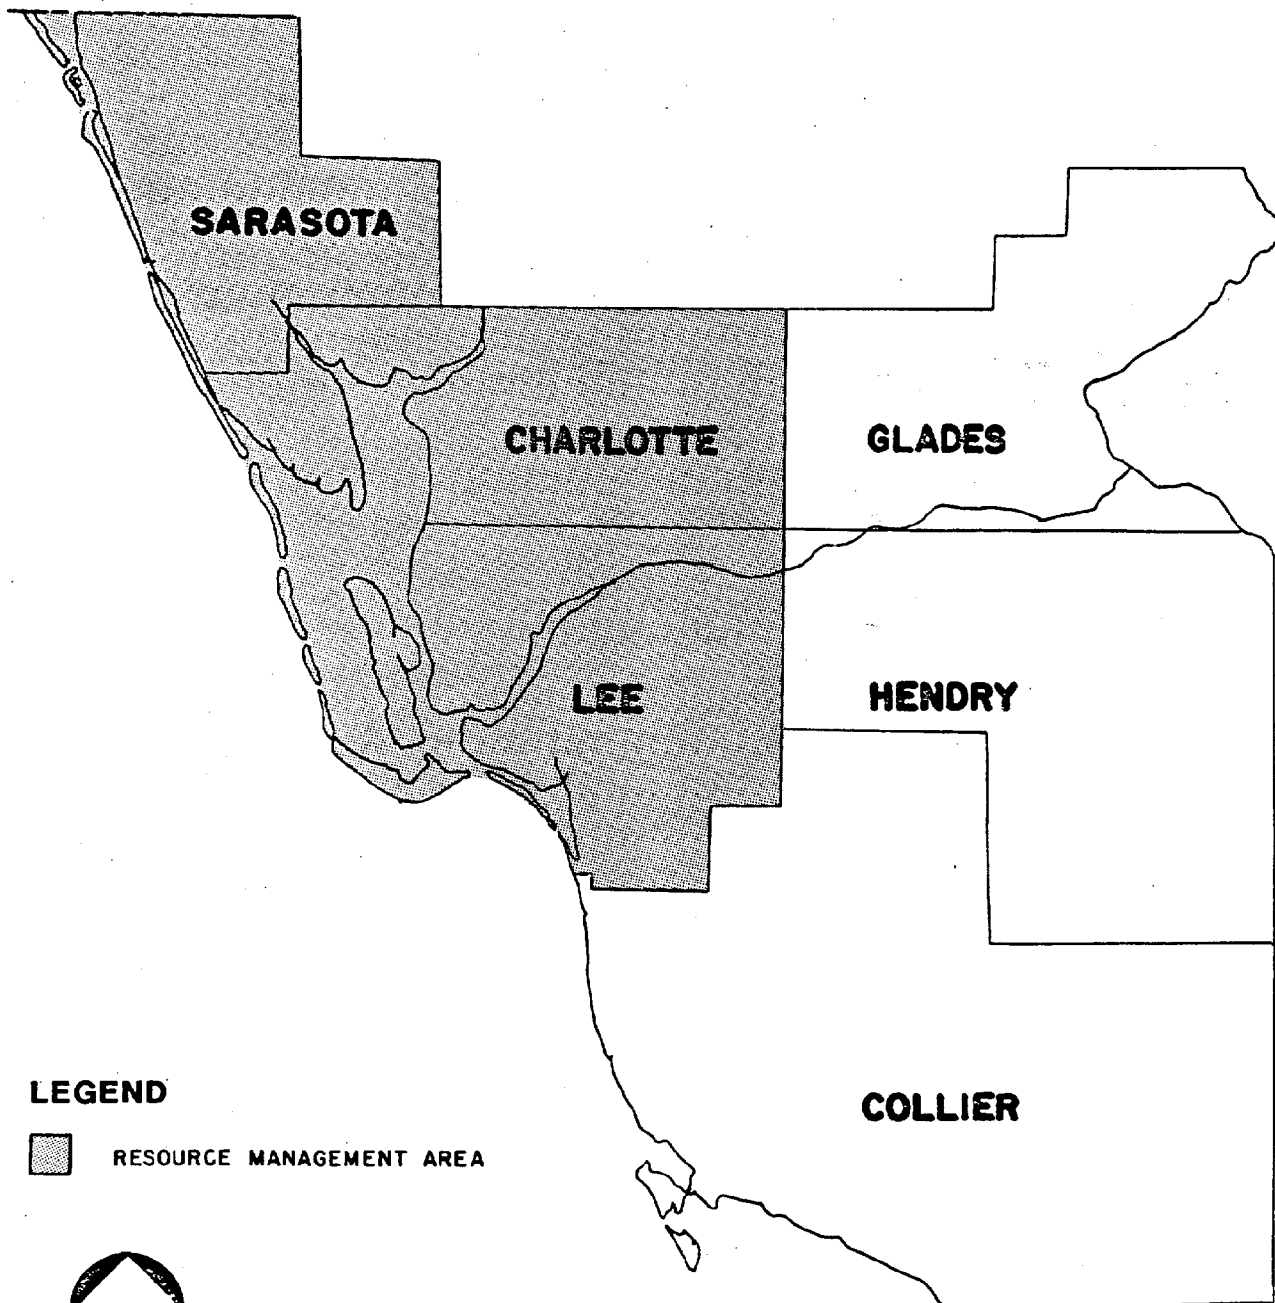 SARASOTA
CHARLOTTE
GLADES
LEE
HENDRY
LEGEND
COLLIER
RESOURCE MANAGEMENT AREA